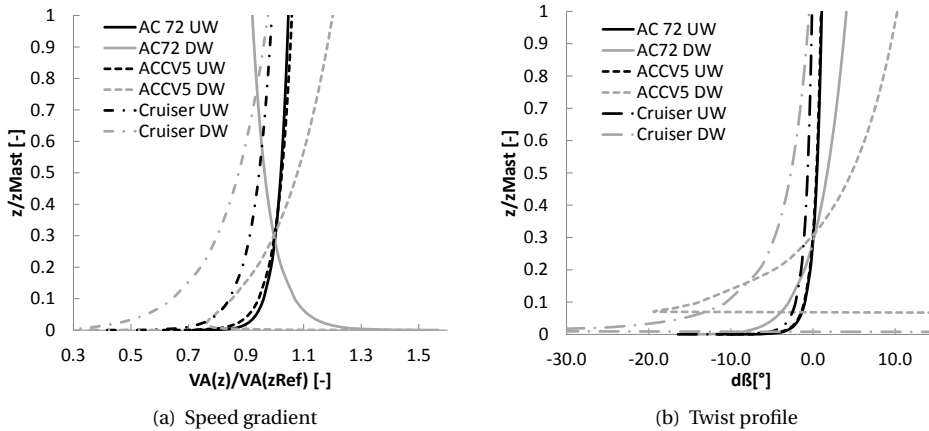 1
0.9
0.8
0.7
0.6
0.5
0.4
0.3
0.2
0.1
0
z/zMast [-]
AC 72 UW
AC72 DW
ACCV5 UW
ACCV5 DW
Cruiser UW
Cruiser DW
0.3 0.5 0.7 0.9 1.1 1.3 1.5
VA(z)/VA(zRef) [-]
(a) Speed gradient
1
0.9
0.8
0.7
0.6
0.5
0.4
0.3
0.2
0.1
0
z/zMast [-]
AC 72 UW
AC72 DW
ACCV5 UW
ACCV5 DW
Cruiser UW
Cruiser DW
-30.0 -20.0 -10.0 0.0 10.0
dß[°]
(b) Twist profile